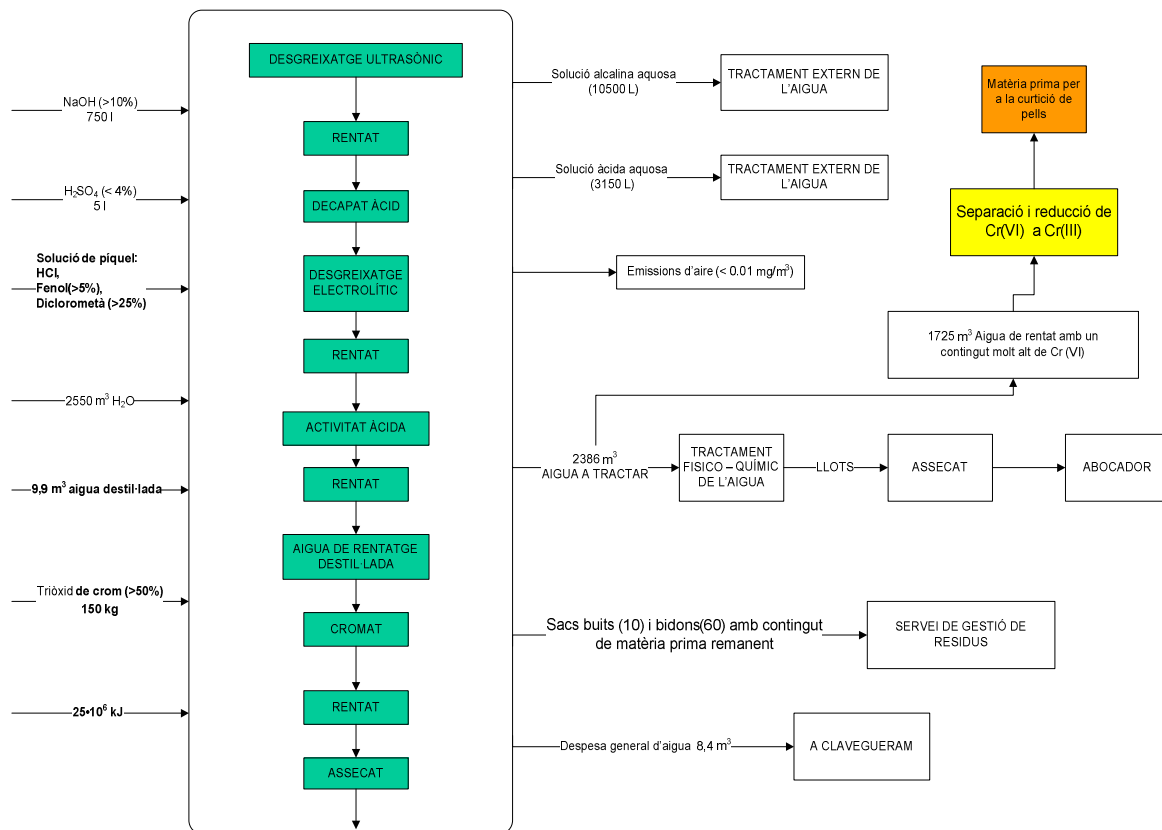 NaOH (>10%)
750 l
H₂SO₄ (< 4%)
5 l
Solució de píquel:
HCl,
Fenol(>5%),
Diclorometà (>25%)
2550 m³ H₂O
9,9 m³ aigua destil·lada
Triòxid de crom (>50%)
150 kg
25•10⁶ kJ
DESGREIXATGE ULTRASÒNIC
RENTAT
DECAPAT ÀCID
DESGREIXATGE
ELECTROLÍTIC
RENTAT
ACTIVITAT ÀCIDA
RENTAT
AIGUA DE RENTATGE
DESTIL·LADA
CROMAT
RENTAT
ASSECAT
Solució alcalina aquosa
(10500 L)
TRACTAMENT EXTERN DE
L'AIGUA
Solució àcida aquosa
(3150 L)
TRACTAMENT EXTERN DE
L'AIGUA
Emissions d'aire (< 0.01 mg/m³)
Matèria prima per
a la curtició de
pells
Separació i reducció de
Cr(VI) a Cr(III)
1725 m³ Aigua de rentat amb un
contingut molt alt de Cr (VI)
2386 m³
AIGUA A TRACTAR
TRACTAMENT
FISICO – QUÍMIC
DE L'AIGUA
LLOTS
ASSECAT
ABOCADOR
Sacs buits (10) i bidons(60) amb contingut
de matèria prima remanent
SERVEI DE GESTIÓ DE
RESIDUS
Despesa general d'aigua 8,4 m³
A CLAVEGUERAM